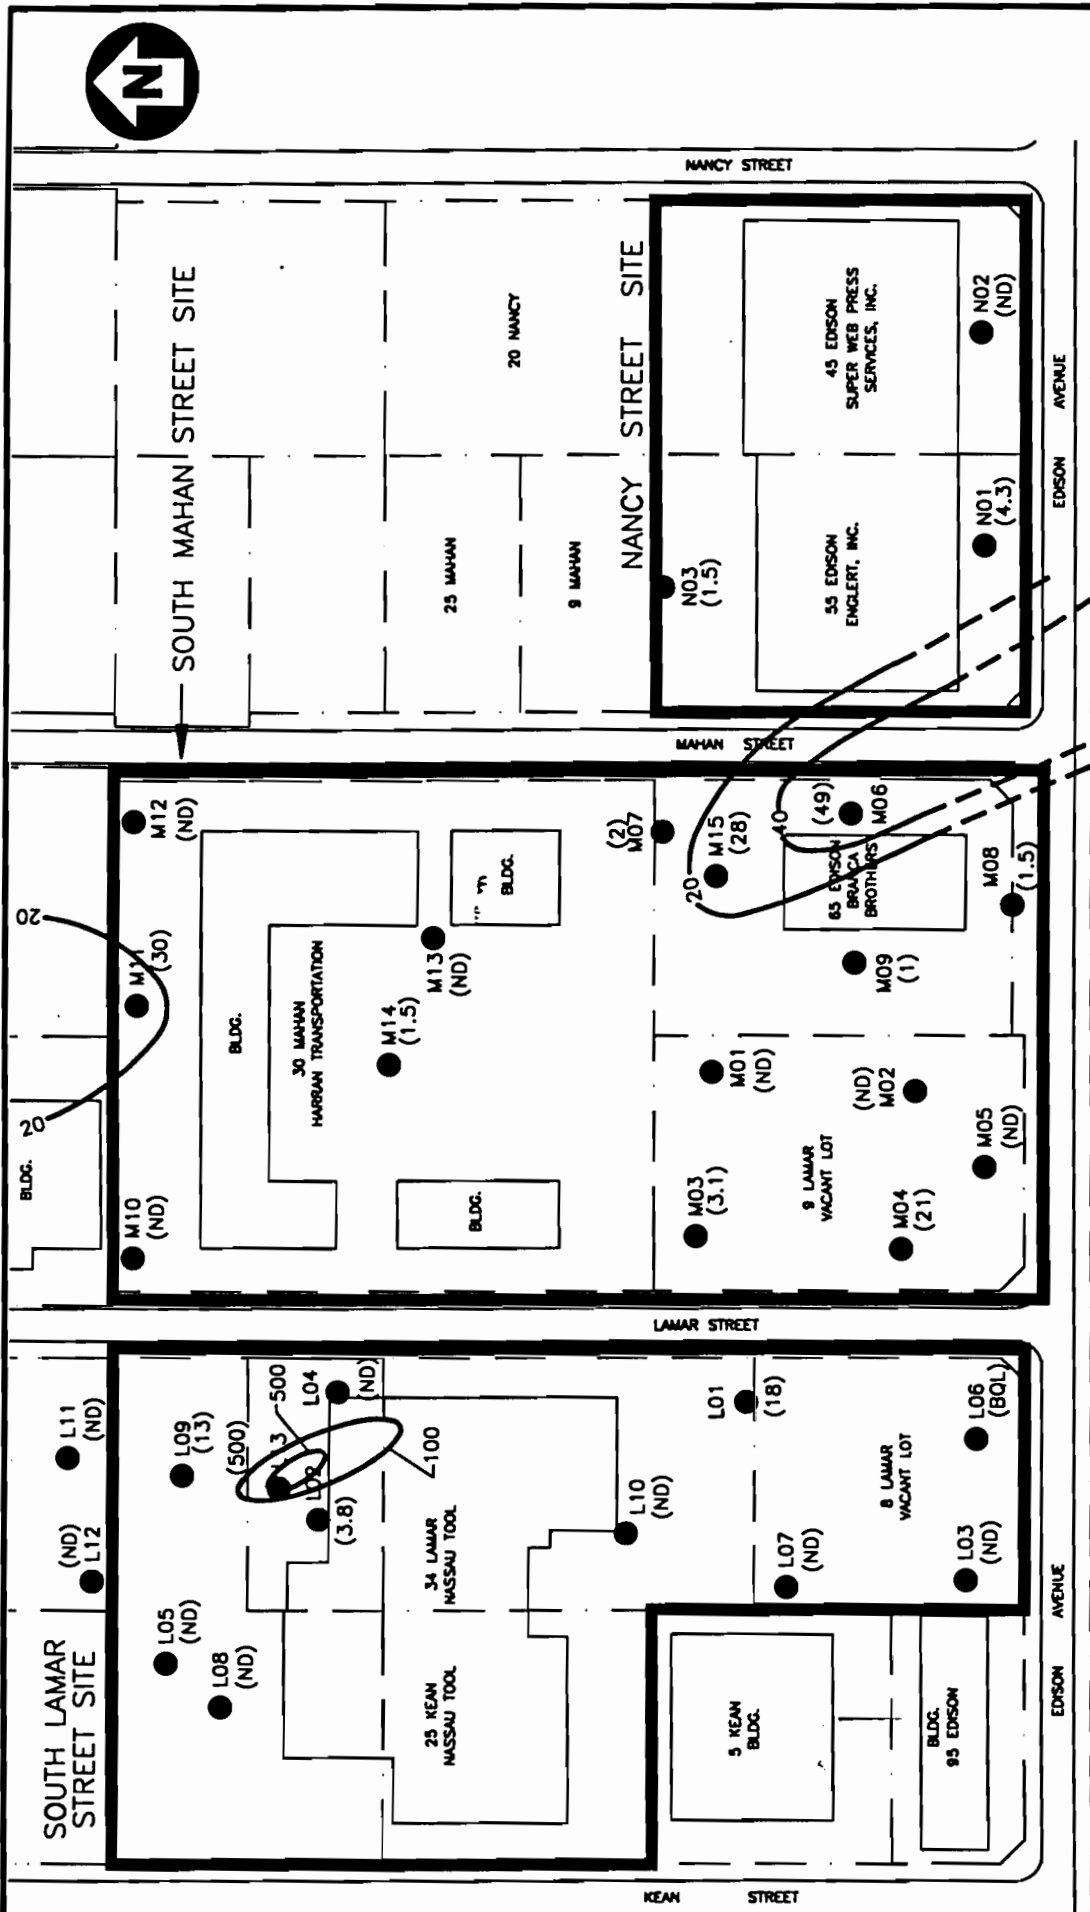 N
NANCY STREET
SOUTH MAHAN STREET SITE
20 NANCY
25 MAHAN
9 MAHAN
NANCY STREET SITE
45 EDISON
SUPER WEB PRESS
SERVICES, INC.
55 EDISON
ENGLERT, INC.
N02
(ND)
N01
(4.3)
N03
(1.5)
EDISON AVENUE
MAHAN STREET
M12
(ND)
20
M11
(30)
20
BLDG.
M10
(ND)
BLDG.
30 MAHAN
HARRAN TRANSPORTATION
BLDG.
M13
(ND)
M14
(1.5)
BLDG.
(2)
M07
M15
(28)
20
40
(49)
M06
65 EDISON
BRANCA
BROTHERS
M08
(1.5)
M09
(1)
M01
(ND)
(ND)
M02
M05
(ND)
M03
(3.1)
9 LAMAR
VACANT LOT
M04
(21)
LAMAR STREET
SOUTH LAMAR
STREET SITE
L11
(ND)
(ND)
L12
L09
(13)
(500)
500
L04
(ND)
100
(3.8)
L05
(ND)
L08
(ND)
34 LAMAR
NASSAU TOOL
25 KEAN
NASSAU TOOL
L10
(ND)
L01
(18)
L06
(BQL)
8 LAMAR
VACANT LOT
L07
(ND)
L03
(ND)
5 KEAN
BLDG.
BLDG.
95 EDISON
EDISON AVENUE
KEAN STREET